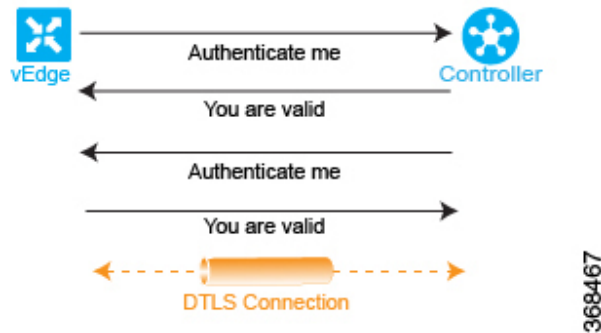 Authenticate me
vEdge
Controller
You are valid
Authenticate me
You are valid
DTLS Connection
368467